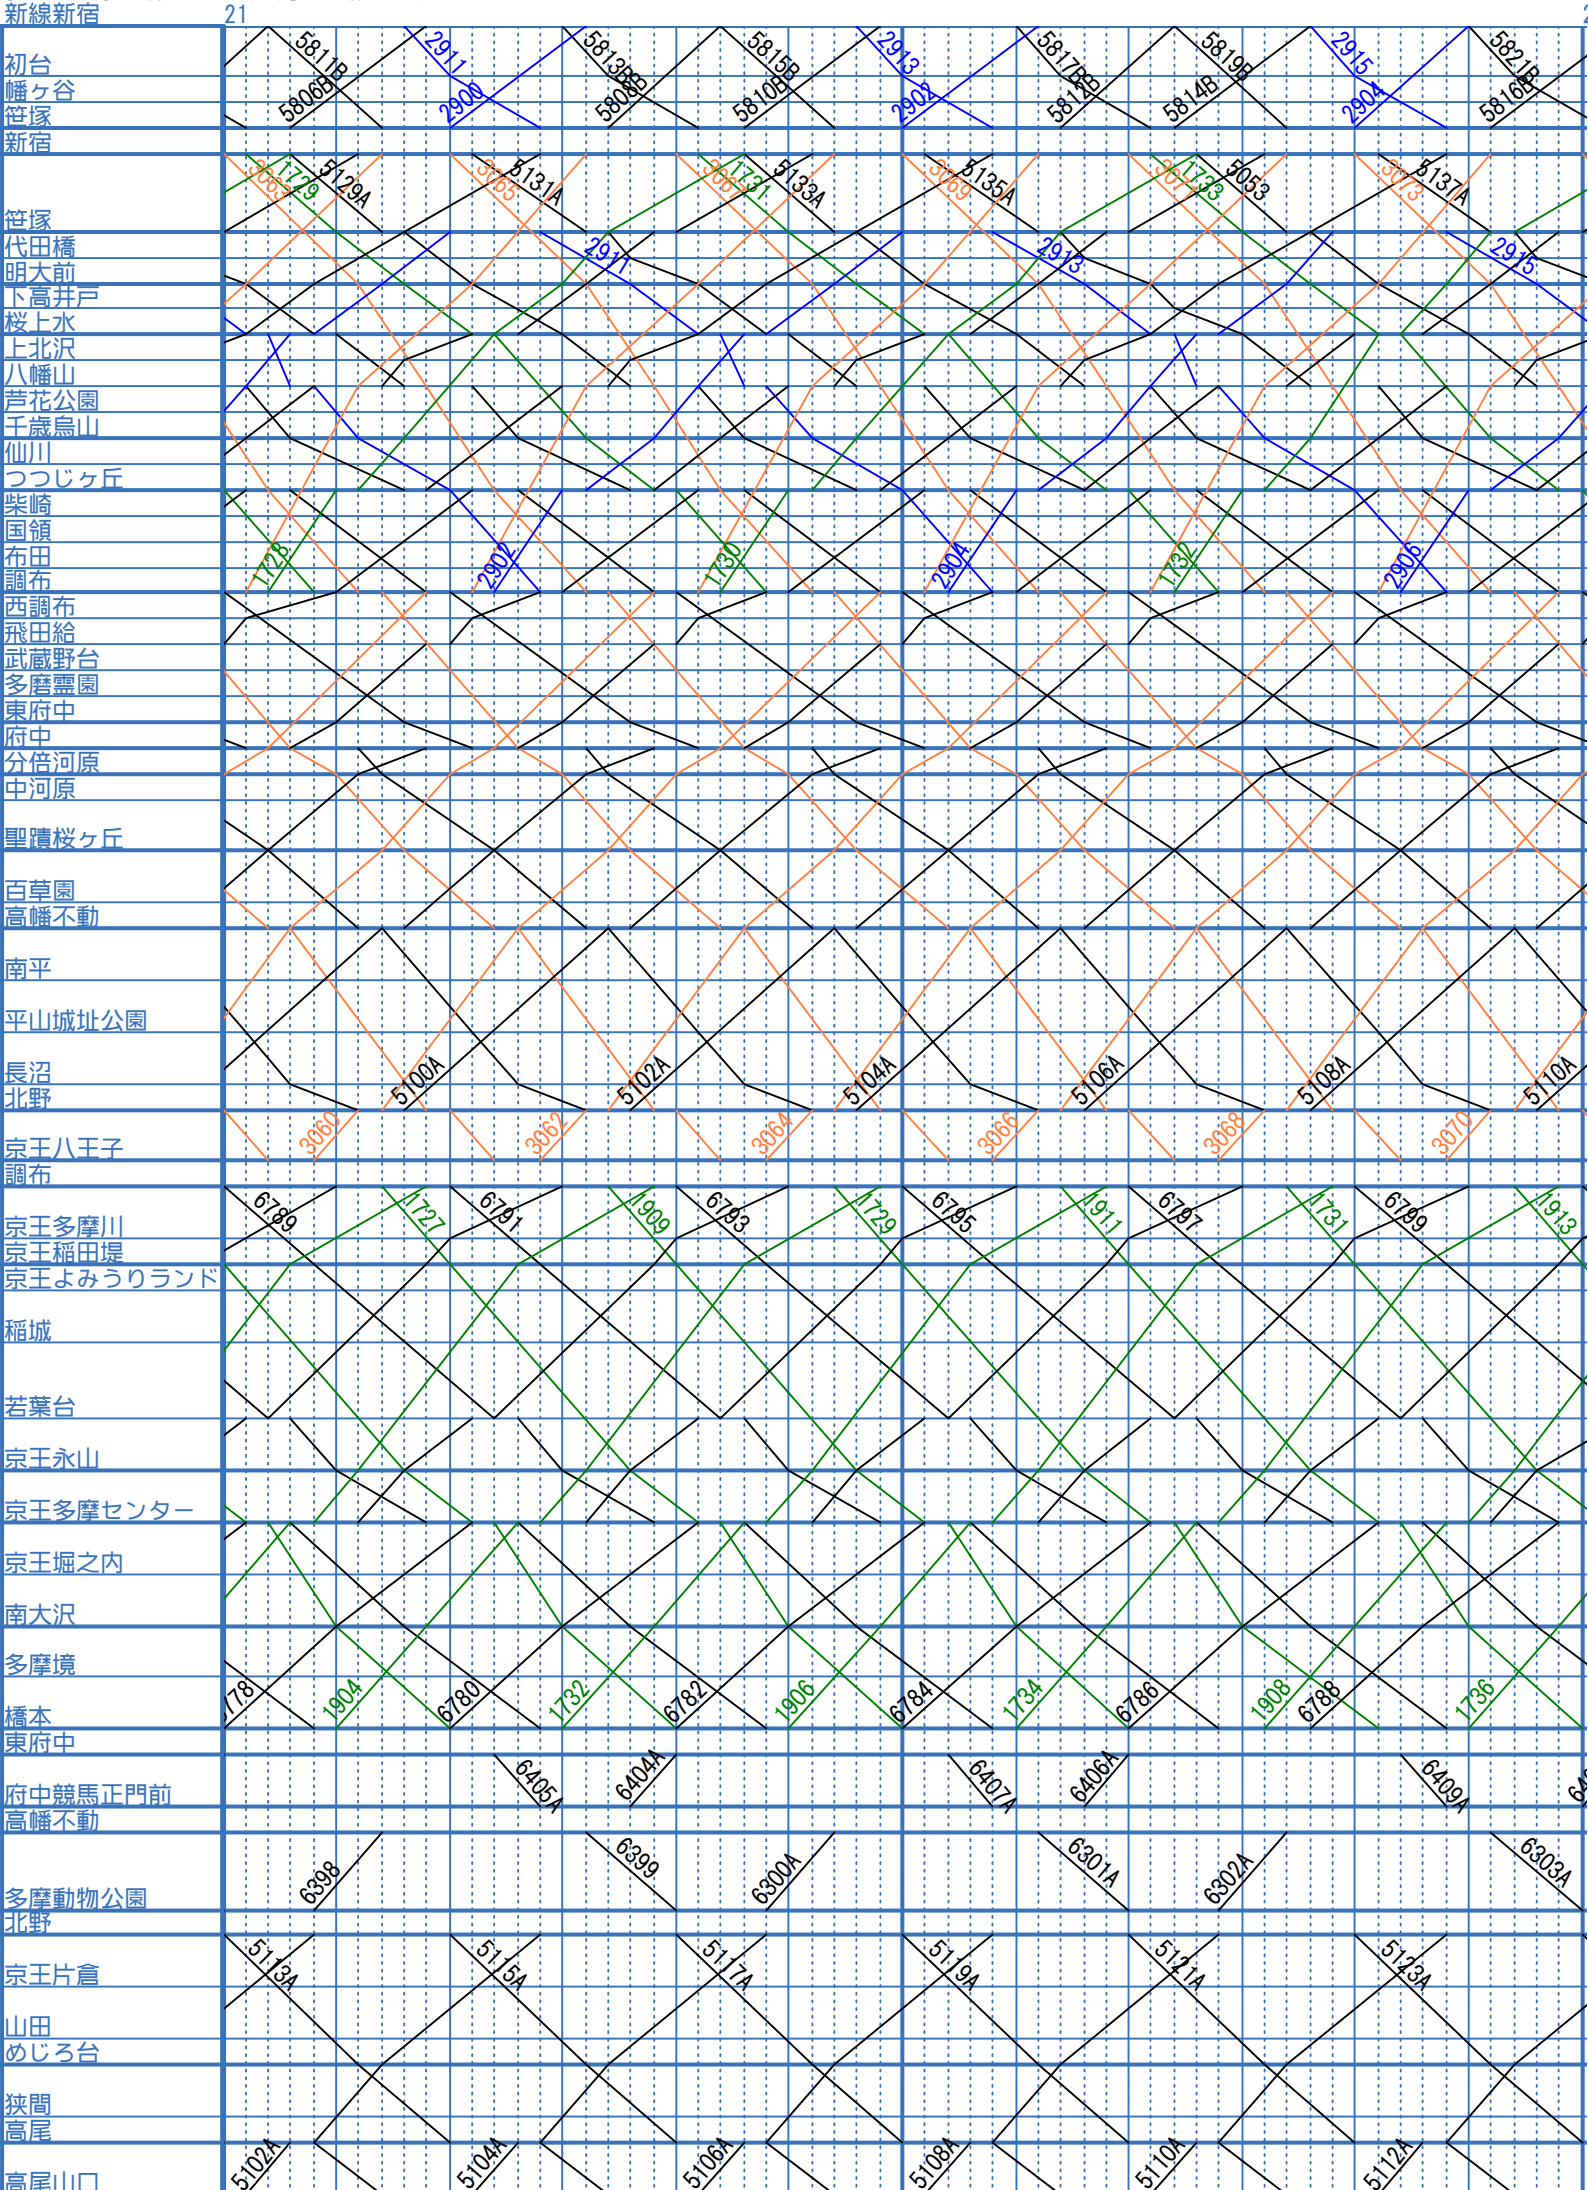 新線新宿 21
5811B 2911 5813B 5815B 2913 5817B 5819B 2915 5821B
初台
幡ヶ谷
5806B 2900 5808B 5810B 2902 5812B 5814B 2904 5816B
笹塚
新宿
1729 5129A 3065 5131A 1731 5133A 3069 5135A 1733 5053 3073 5137A
笹塚
代田橋
2911 2913 2915
明大前
下高井戸
桜上水
上北沢
八幡山
芦花公園
千歳烏山
仙川
つつじヶ丘
柴崎
国領
布田
1728 2902 1730 2904 1732 2906
調布
西調布
飛田給
武蔵野台
多磨霊園
東府中
府中
分倍河原
中河原
聖蹟桜ヶ丘
百草園
高幡不動
南平
平山城址公園
長沼
5100A 5102A 5104A 5106A 5108A 5110A
北野
3060 3062 3064 3066 3068 3070
京王八王子
調布
6789 1727 6791 1909 6793 1729 6795 1911 6797 1731 6799 1913
京王多摩川
京王稲田堤
京王よみうりランド
稲城
若葉台
京王永山
京王多摩センター
京王堀之内
南大沢
多摩境
1904 6780 1732 6782 1906 6784 1734 6786 1908 6788 1736
橋本
東府中
6405A 6404A 6407A 6406A 6409A
府中競馬正門前
高幡不動
6398 6399 6300A 6301A 6302A 6303A
多摩動物公園
北野
5113A 5115A 5117A 5119A 5121A 5123A
京王片倉
山田
めじろ台
狭間
高尾
5102A 5104A 5106A 5108A 5110A 5112A
高尾山口